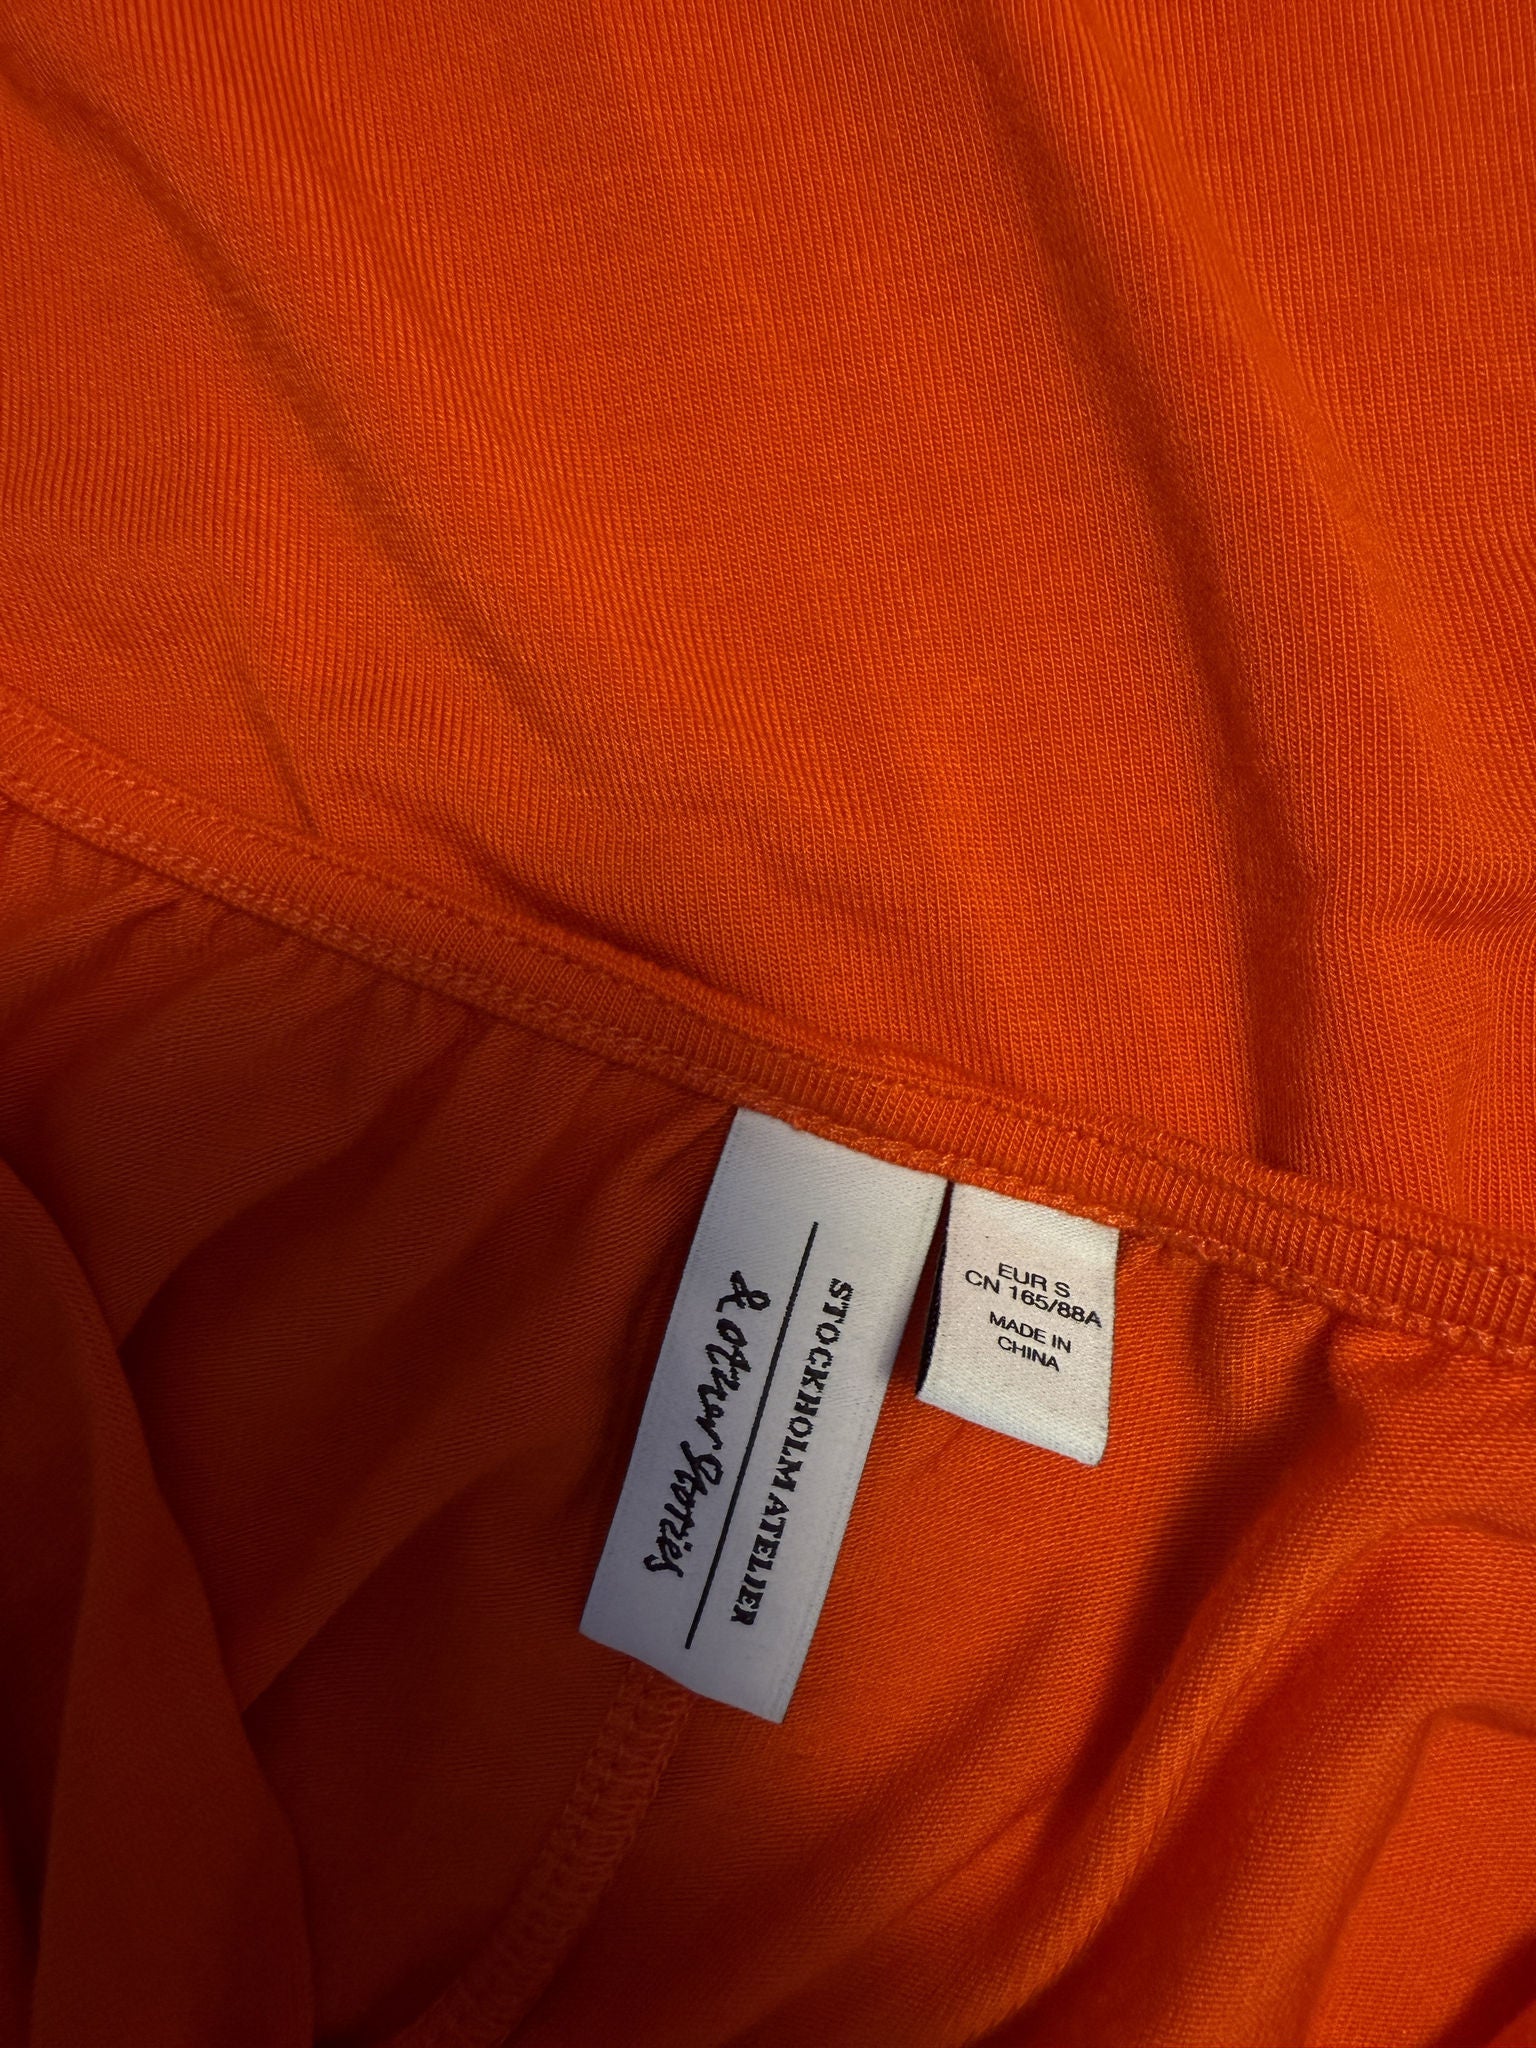 & other Stories
STOCKHOLM ATELIER
EUR S
CN 165/88A
MADE IN
CHINA